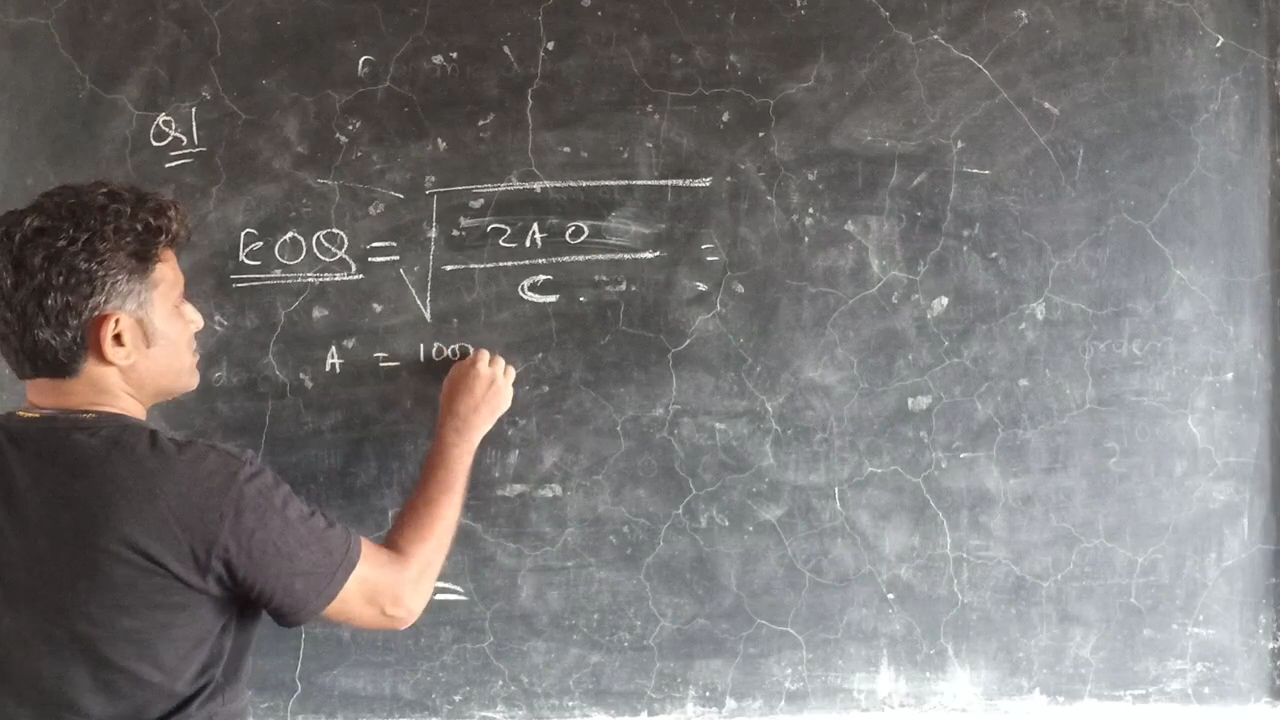 Q1
EOQ = √ 2AO =
C
A = 100